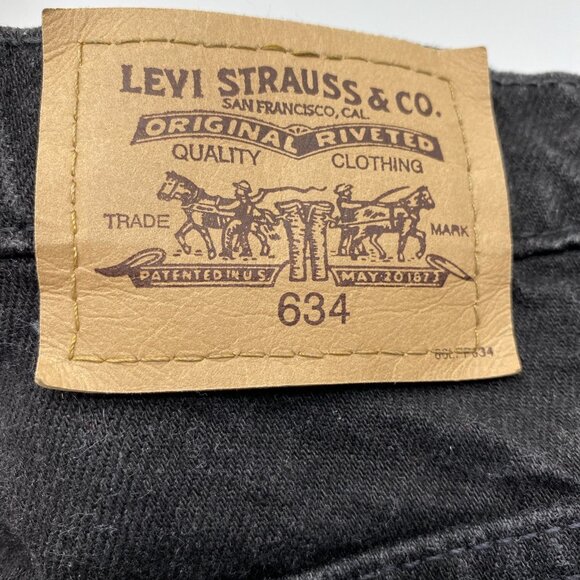 LEVI STRAUSS & CO.
SAN FRANCISCO, CAL.
ORIGINAL RIVETED
QUALITY CLOTHING
TRADE MARK
PATENTED IN U.S. MAY 20 1873
634